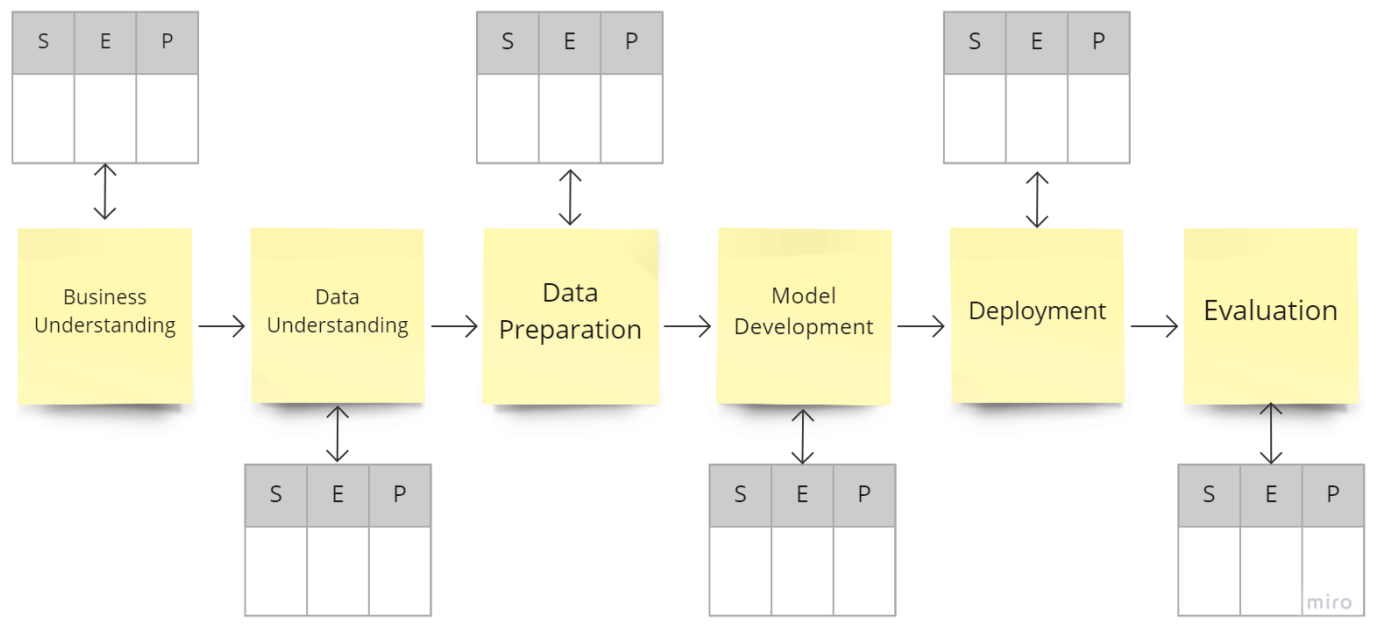 S E P
S E P
S E P
Business
Understanding
Data
Understanding
Data
Preparation
Model
Development
Deployment
Evaluation
S E P
S E P
S E P
miro